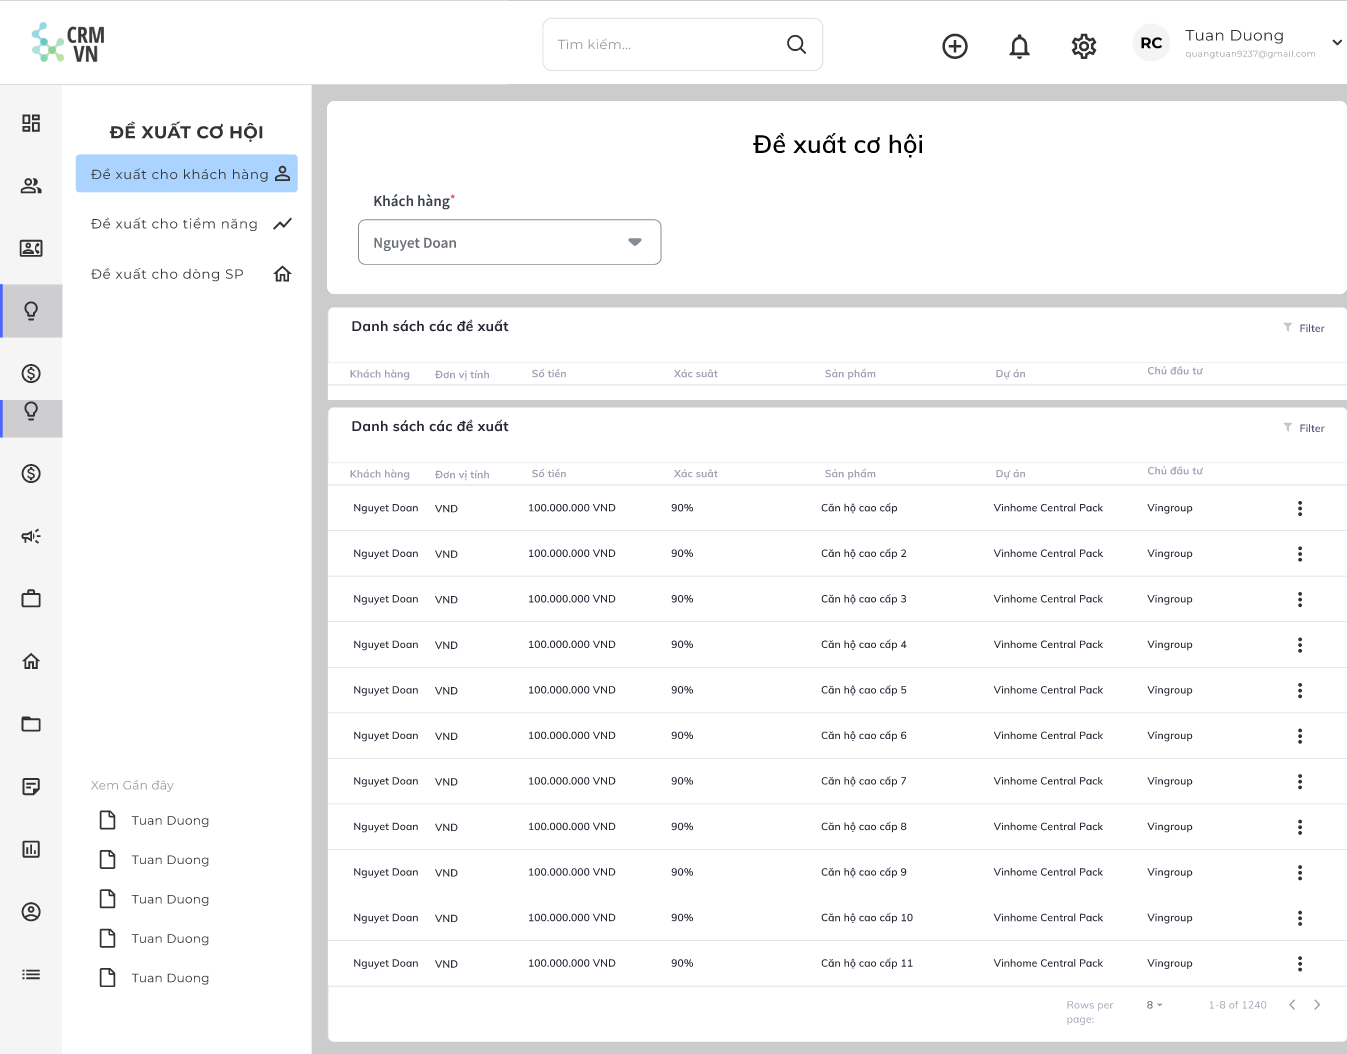 CRM
VN
Tìm kiếm...
RC
Tuan Duong
quangtuan9237@gmail.com
ĐỀ XUẤT CƠ HỘI
Đề xuất cho khách hàng
Đề xuất cho tiềm năng
Đề xuất cho dòng SP
Xem Gần đây
Tuan Duong
Tuan Duong
Tuan Duong
Tuan Duong
Tuan Duong
Đề xuất cơ hội
Khách hàng*
Nguyet Doan
Danh sách các đề xuất
Filter
Khách hàng Đơn vị tính Số tiền Xác suât Sản phẩm Dự án Chủ đầu tư
Danh sách các đề xuất
Filter
Khách hàng Đơn vị tính Số tiền Xác suât Sản phẩm Dự án Chủ đầu tư
Nguyet Doan VND 100.000.000 VND 90% Căn hộ cao cấp Vinhome Central Pack Vingroup
Nguyet Doan VND 100.000.000 VND 90% Căn hộ cao cấp 2 Vinhome Central Pack Vingroup
Nguyet Doan VND 100.000.000 VND 90% Căn hộ cao cấp 3 Vinhome Central Pack Vingroup
Nguyet Doan VND 100.000.000 VND 90% Căn hộ cao cấp 4 Vinhome Central Pack Vingroup
Nguyet Doan VND 100.000.000 VND 90% Căn hộ cao cấp 5 Vinhome Central Pack Vingroup
Nguyet Doan VND 100.000.000 VND 90% Căn hộ cao cấp 6 Vinhome Central Pack Vingroup
Nguyet Doan VND 100.000.000 VND 90% Căn hộ cao cấp 7 Vinhome Central Pack Vingroup
Nguyet Doan VND 100.000.000 VND 90% Căn hộ cao cấp 8 Vinhome Central Pack Vingroup
Nguyet Doan VND 100.000.000 VND 90% Căn hộ cao cấp 9 Vinhome Central Pack Vingroup
Nguyet Doan VND 100.000.000 VND 90% Căn hộ cao cấp 10 Vinhome Central Pack Vingroup
Nguyet Doan VND 100.000.000 VND 90% Căn hộ cao cấp 11 Vinhome Central Pack Vingroup
Rows per
page:
8
1-8 of 1240